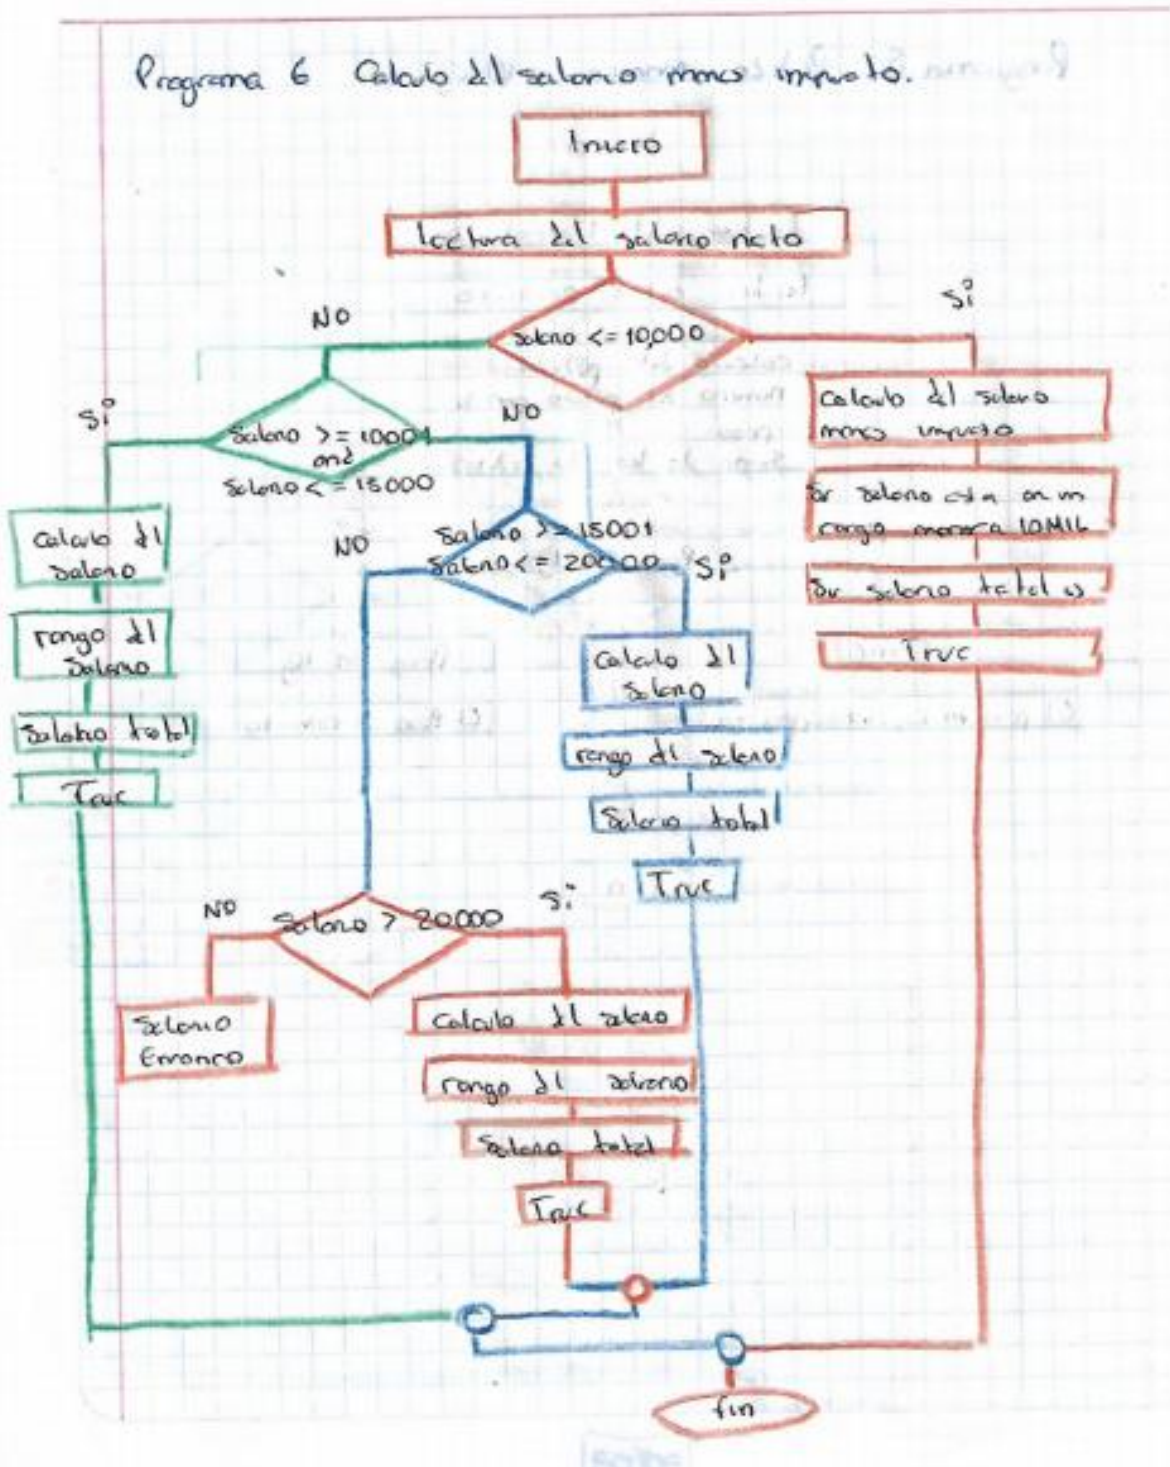 Programa 6 Calculo del salario menos impuesto.
Inicio
lectura del salario neto
NO
Si
Salario <= 10,000
Si
NO
Salario >= 10001
and
Salario <= 15000
Calculo del salario
menos impuesto
Su salario esta en un
rango menor a 10MIL
Su salario total es
True
Calculo del
Salario
rango del
Salario
Salario total
True
NO
Si
Salario >= 15001
Salario <= 20000
Calculo del
Salario
rango del salario
Salario total
True
NO
Si
Salario > 20000
Salario
Erroneo
Calculo del salario
rango del salario
Salario total
True
fin